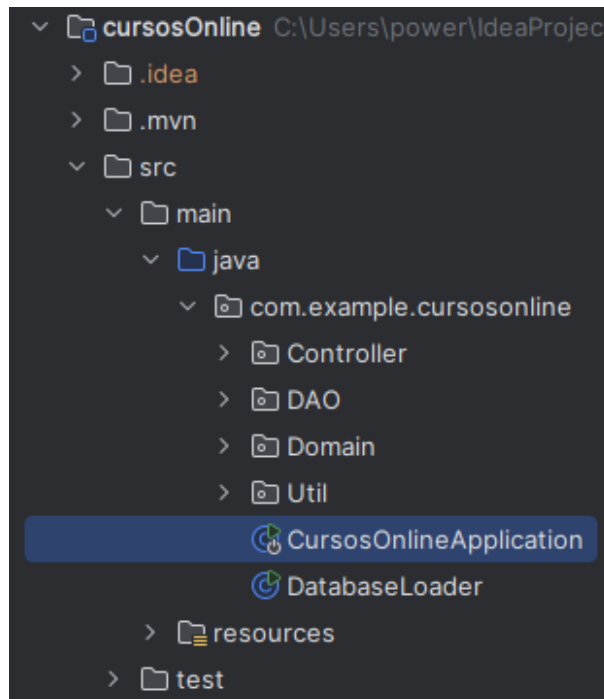 cursosOnline C:\Users\power\IdeaProjec
.idea
.mvn
src
main
java
com.example.cursosonline
Controller
DAO
Domain
Util
CursosOnlineApplication
DatabaseLoader
resources
test